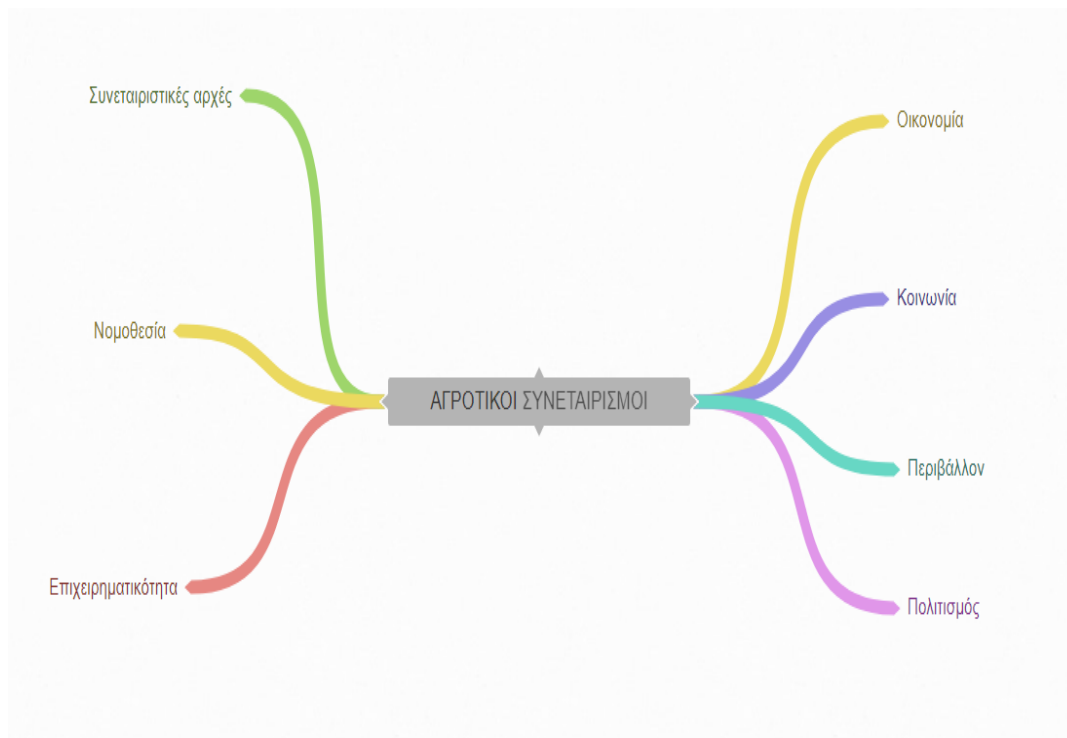 Συνεταιριστικές αρχές
Οικονομία
Κοινωνία
Νομοθεσία
ΑΓΡΟΤΙΚΟΙ ΣΥΝΕΤΑΙΡΙΣΜΟΙ
Περιβάλλον
Επιχειρηματικότητα
Πολιτισμός